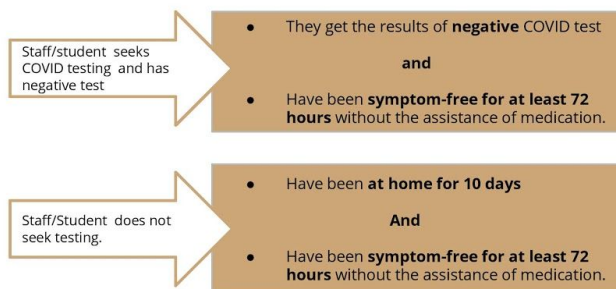 Staff/student seeks
COVID testing and has
negative test
● They get the results of negative COVID test
and
● Have been symptom-free for at least 72
hours without the assistance of medication.
Staff/Student does not
seek testing.
● Have been at home for 10 days
And
● Have been symptom-free for at least 72
hours without the assistance of medication.